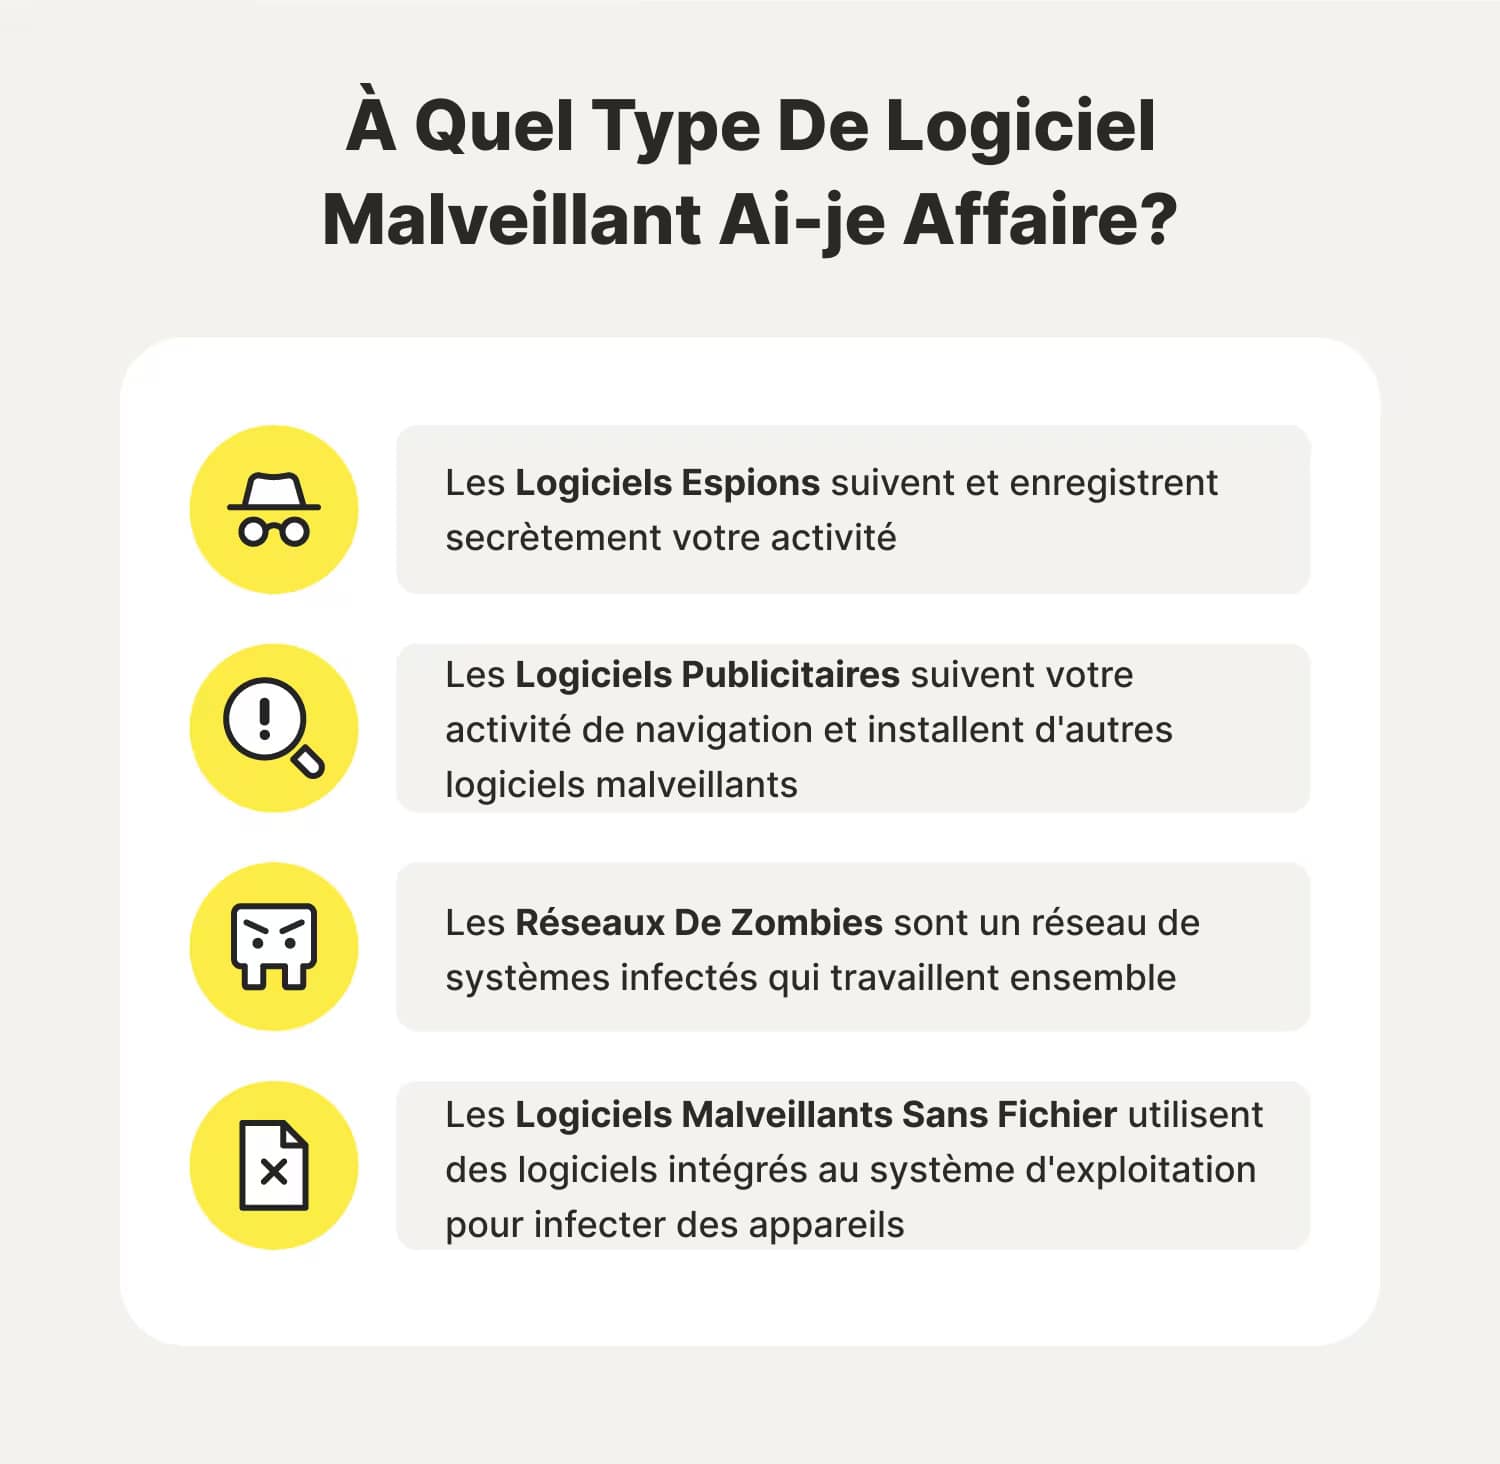 À Quel Type De Logiciel
Malveillant Ai-je Affaire?
Les Logiciels Espions suivent et enregistrent
secrètement votre activité
Les Logiciels Publicitaires suivent votre
activité de navigation et installent d'autres
logiciels malveillants
Les Réseaux De Zombies sont un réseau de
systèmes infectés qui travaillent ensemble
Les Logiciels Malveillants Sans Fichier utilisent
des logiciels intégrés au système d'exploitation
pour infecter des appareils